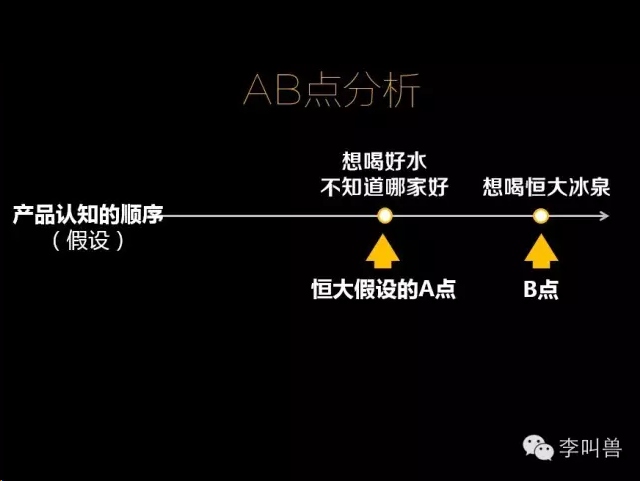 AB点分析
想喝好水
不知道哪家好
想喝恒大冰泉
产品认知的顺序
（假设）
恒大假设的A点
B点
李叫兽